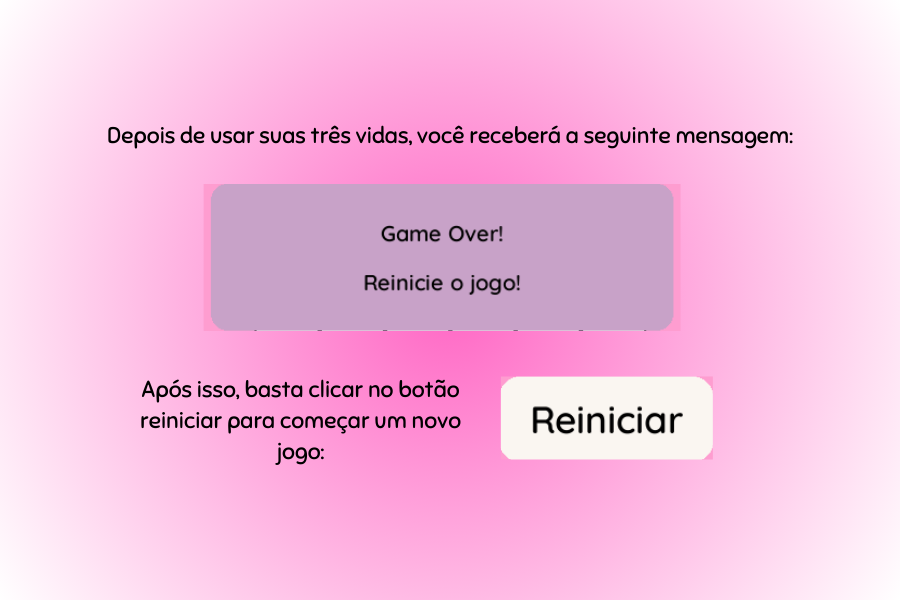 Depois de usar suas três vidas, você receberá a seguinte mensagem:
Game Over!
Reinicie o jogo!
Após isso, basta clicar no botão
reiniciar para começar um novo
jogo:
Reiniciar